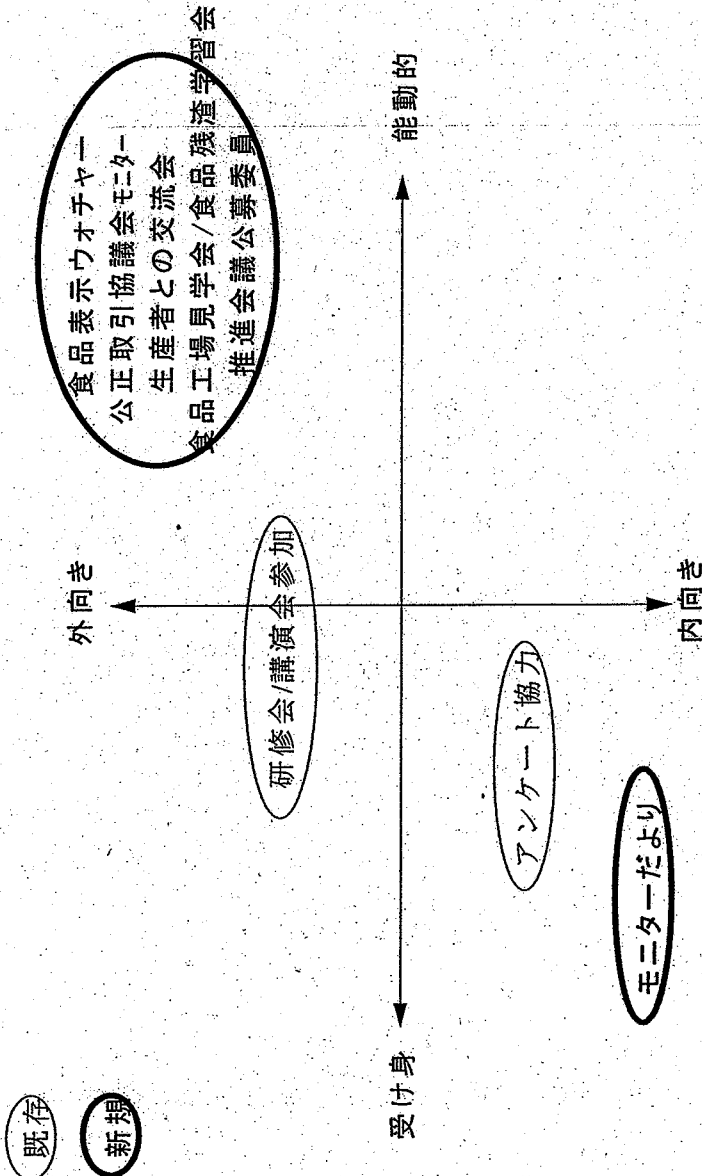 既存
新規
外向き
食品表示ウォチャー
公正取引協議会モニター
生産者との交流会
食品工場見学会/食品残渣学習会
推進会議公募委員
研修会/講演会参加
受け身
能動的
アンケート協力
モニターだより
内向き